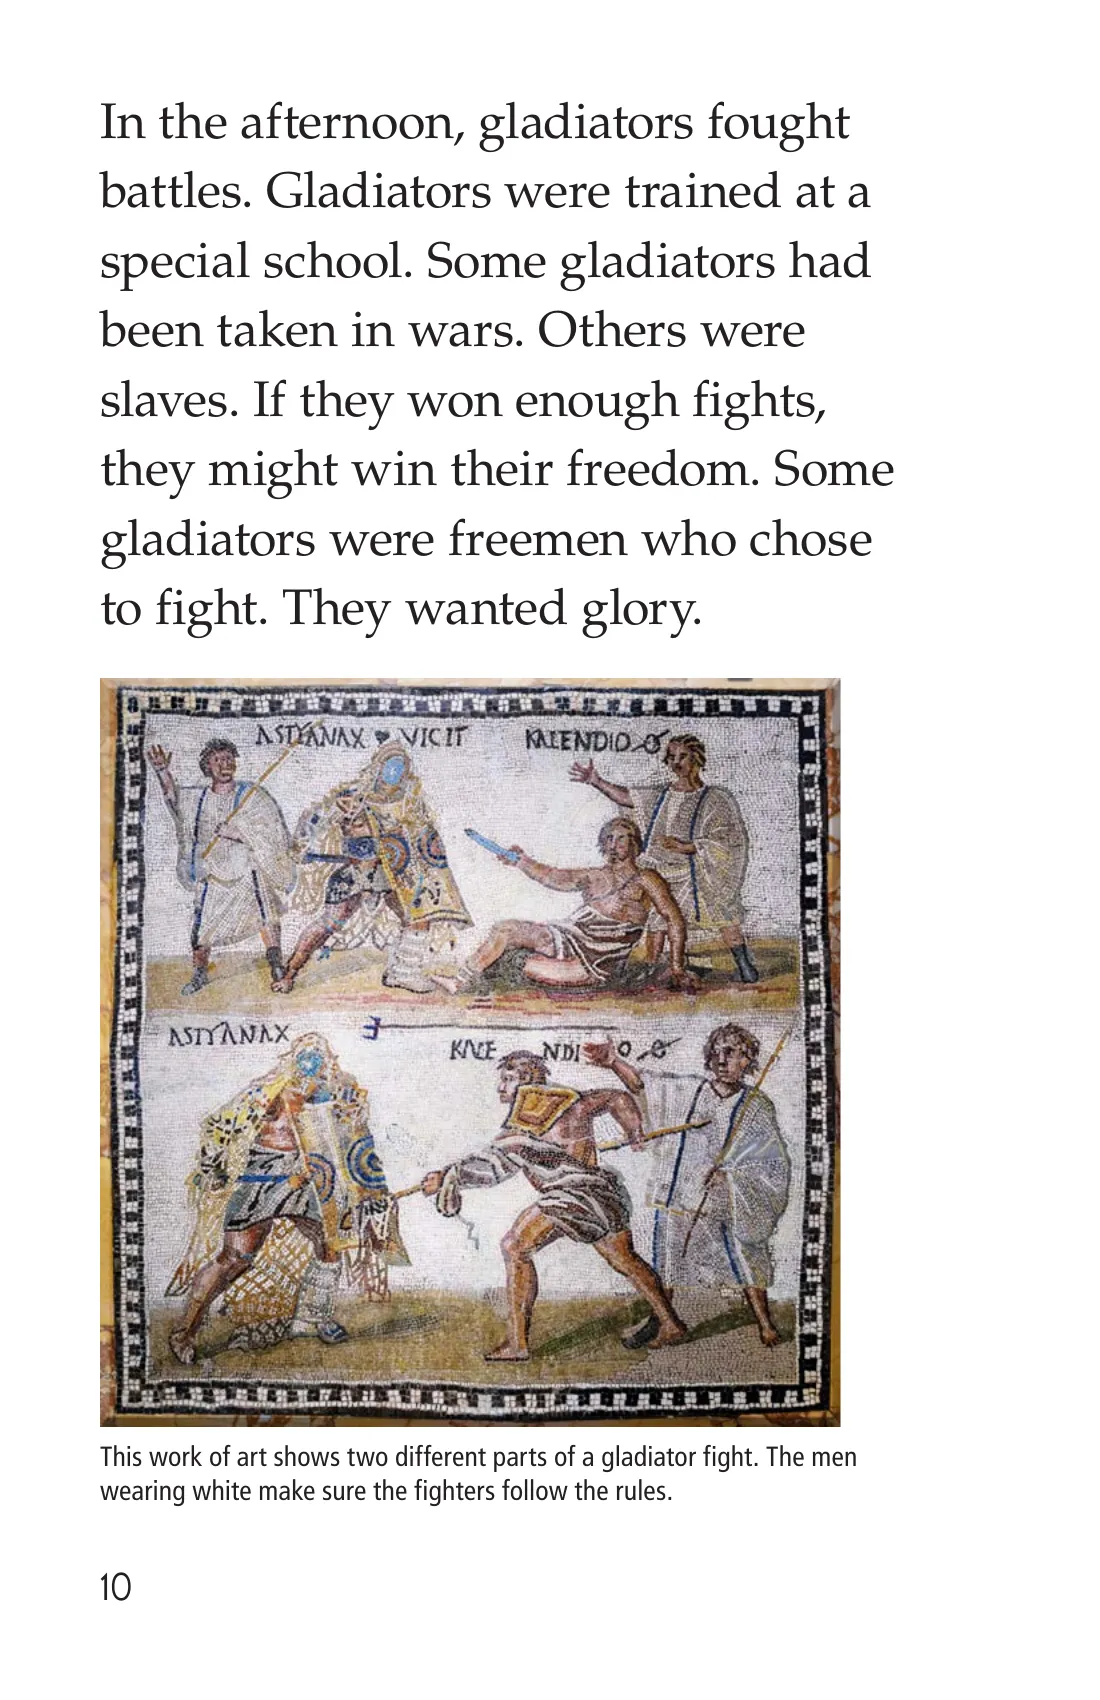 In the afternoon, gladiators fought
battles. Gladiators were trained at a
special school. Some gladiators had
been taken in wars. Others were
slaves. If they won enough fights,
they might win their freedom. Some
gladiators were freemen who chose
to fight. They wanted glory.
ASTYANAX VICIT KALENDIO
ASTYANAX KALE NDI O
This work of art shows two different parts of a gladiator fight. The men
wearing white make sure the fighters follow the rules.
10